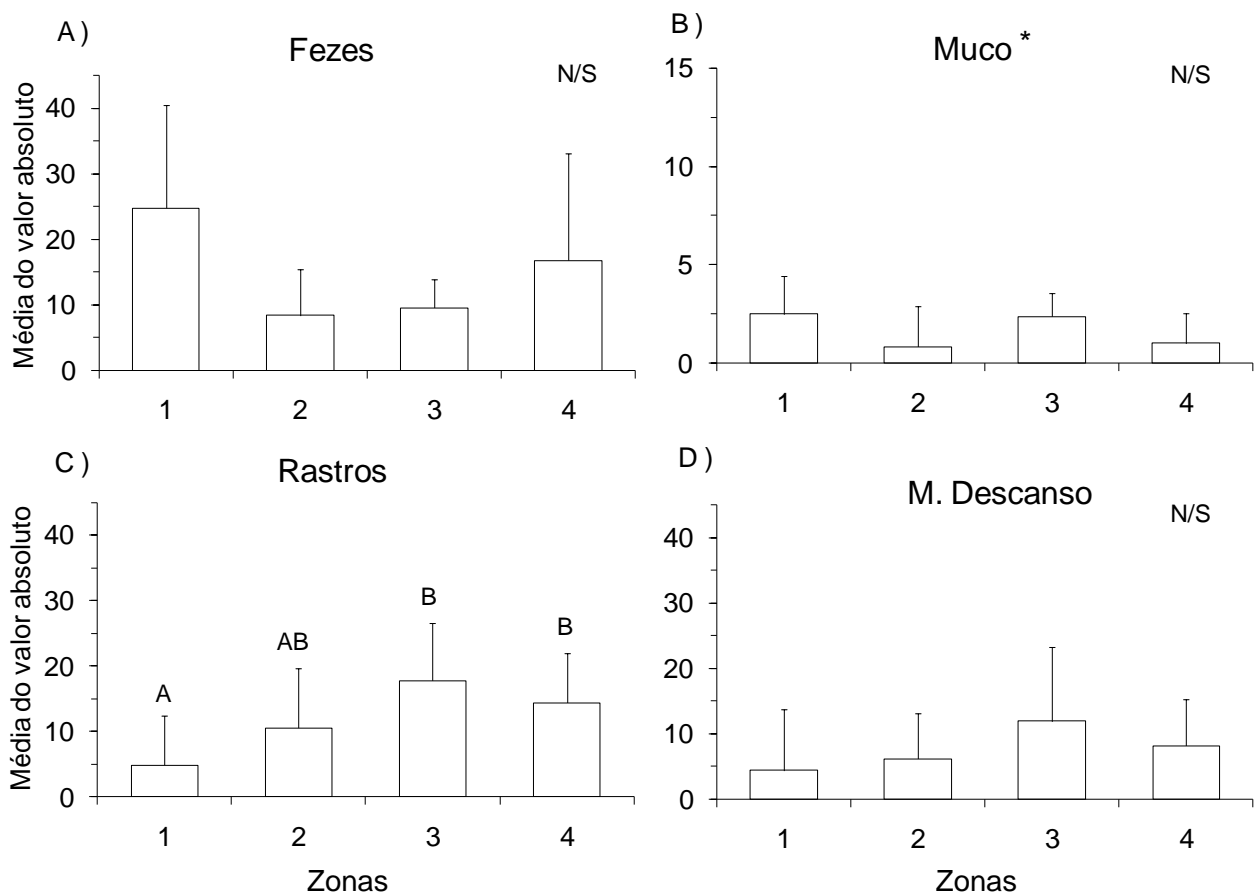 A )
Fezes
N/S
Média do valor absoluto
40
30
20
10
0
1 2 3 4
B )
Muco *
N/S
15
10
5
0
1 2 3 4
C )
Rastros
Média do valor absoluto
40
30
20
10
0
A
AB
B
B
1 2 3 4
Zonas
D )
M. Descanso
N/S
40
30
20
10
0
1 2 3 4
Zonas